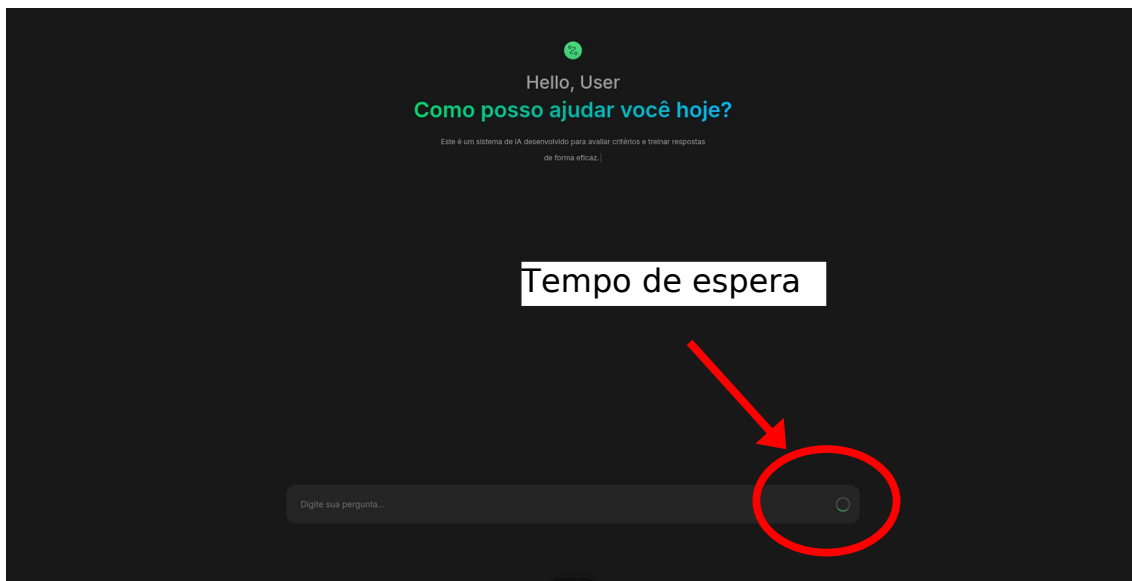 Hello, User
Como posso ajudar você hoje?
Este é um sistema de IA desenvolvido para avaliar critérios e treinar respostas
de forma eficaz.|
Tempo de espera
Digite sua pergunta...